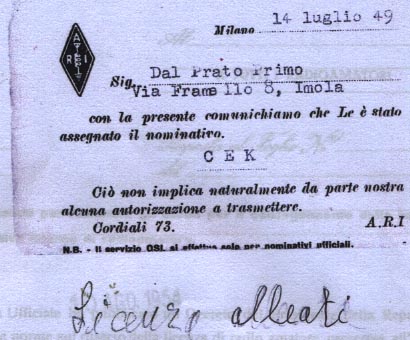 Milano 14 luglio 49
A
R I
Sig. Dal Prato Primo
Via Frame llo 8, Imola
con la presente comunichiamo che Le è stato
assegnato il nominativo.
C E K
Ciò non implica naturalmente da parte nostra
alcuna autorizzazione a trasmettere.
Cordiali 73. A.R.I
N.B. - Il servizio QSL si effettua solo per nominativi ufficiali.
Licenza alleati